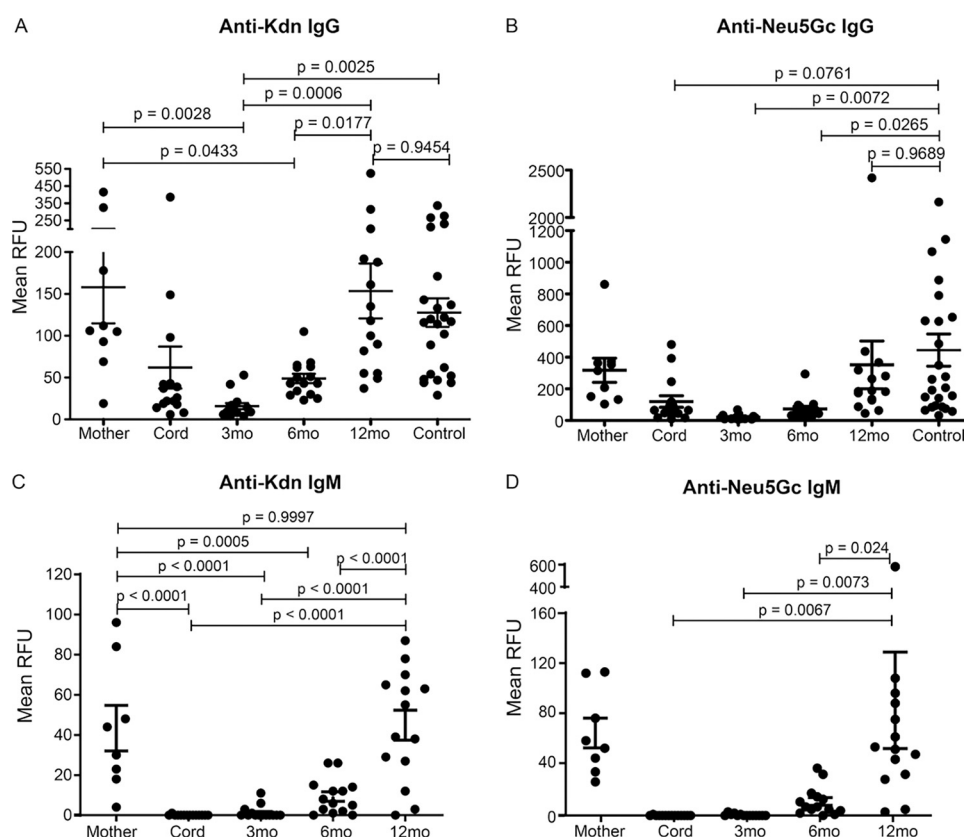 A
Anti-Kdn IgG
p = 0.0025
p = 0.0006
p = 0.0028
p = 0.0177
p = 0.0433
p = 0.9454
550
450
350
250
200
150
100
50
0
Mean RFU
Mother Cord 3mo 6mo 12mo Control
B
Anti-Neu5Gc IgG
p = 0.0761
p = 0.0072
p = 0.0265
p = 0.9689
2500
2000
1200
1000
800
600
400
200
0
Mean RFU
Mother Cord 3mo 6mo 12mo Control
C
Anti-Kdn IgM
p = 0.9997
p = 0.0005
p < 0.0001
p < 0.0001
p < 0.0001
p < 0.0001
p < 0.0001
120
100
80
60
40
20
0
Mean RFU
Mother Cord 3mo 6mo 12mo
D
Anti-Neu5Gc IgM
p = 0.024
p = 0.0073
p = 0.0067
600
400
160
120
80
40
0
Mean RFU
Mother Cord 3mo 6mo 12mo